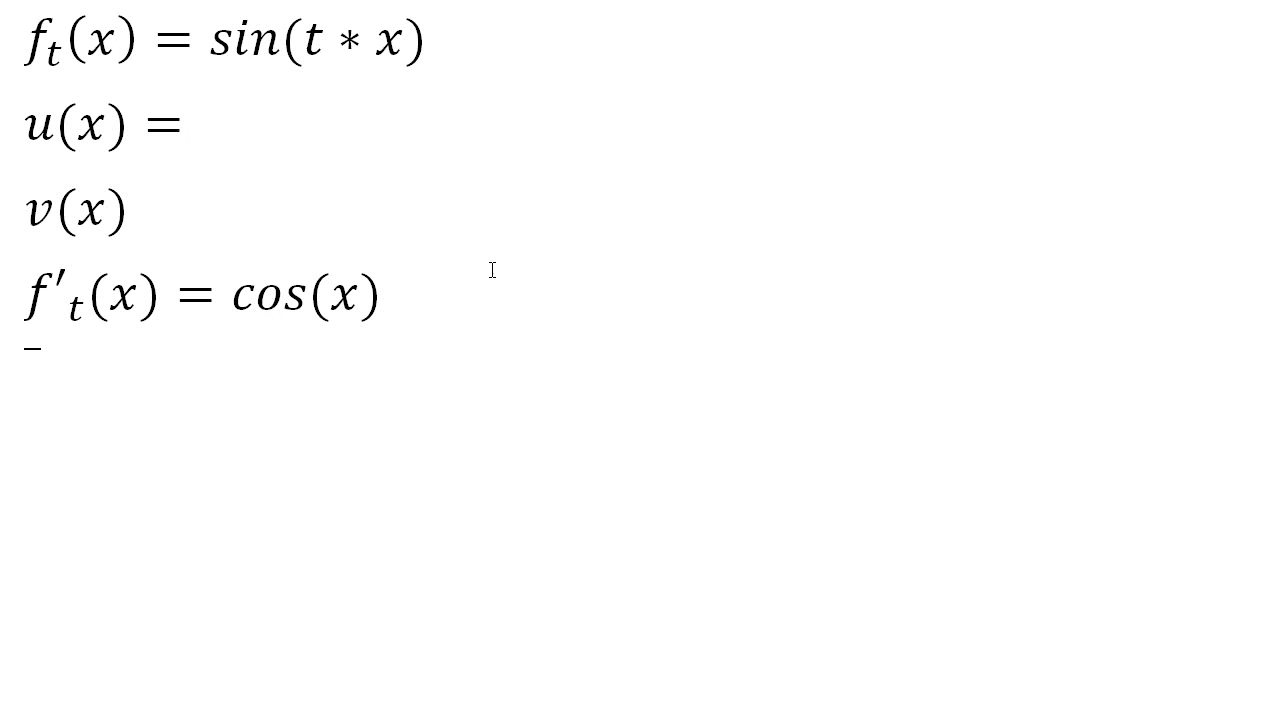 f_t(x) = sin(t * x)
u(x) =
v(x)
f'_t(x) = cos(x)